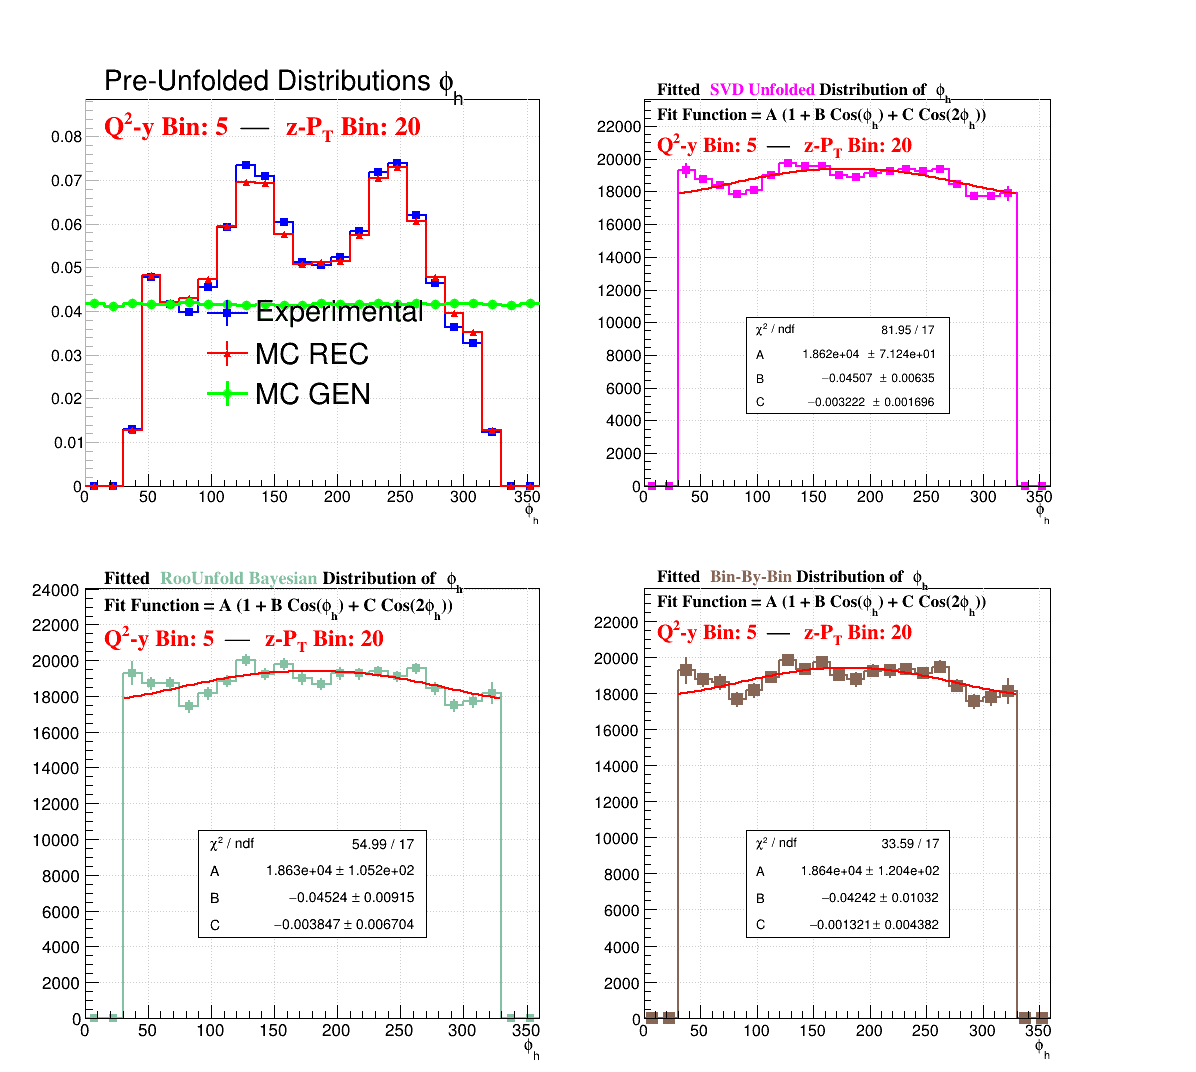 Pre-Unfolded Distributions ϕh
Q²-y Bin: 5 — z-PT Bin: 20
0.08
0.07
0.06
0.05
0.04
0.03
0.02
0.01
0
Experimental
MC REC
MC GEN
0 50 100 150 200 250 300 350
ϕh
Fitted SVD Unfolded Distribution of ϕh
Fit Function = A (1 + B Cos(ϕh) + C Cos(2ϕh))
Q²-y Bin: 5 — z-PT Bin: 20
22000
20000
18000
16000
14000
12000
10000
8000
6000
4000
2000
0
χ² / ndf 81.95 / 17
A 1.862e+04 ± 7.124e+01
B −0.04507 ± 0.00635
C −0.003222 ± 0.001696
0 50 100 150 200 250 300 350
ϕh
Fitted RooUnfold Bayesian Distribution of ϕh
Fit Function = A (1 + B Cos(ϕh) + C Cos(2ϕh))
Q²-y Bin: 5 — z-PT Bin: 20
24000
22000
20000
18000
16000
14000
12000
10000
8000
6000
4000
2000
0
χ² / ndf 54.99 / 17
A 1.863e+04 ± 1.052e+02
B −0.04524 ± 0.00915
C −0.003847 ± 0.006704
0 50 100 150 200 250 300 350
ϕh
Fitted Bin-By-Bin Distribution of ϕh
Fit Function = A (1 + B Cos(ϕh) + C Cos(2ϕh))
Q²-y Bin: 5 — z-PT Bin: 20
22000
20000
18000
16000
14000
12000
10000
8000
6000
4000
2000
0
χ² / ndf 33.59 / 17
A 1.864e+04 ± 1.204e+02
B −0.04242 ± 0.01032
C −0.001321 ± 0.004382
0 50 100 150 200 250 300 350
ϕh